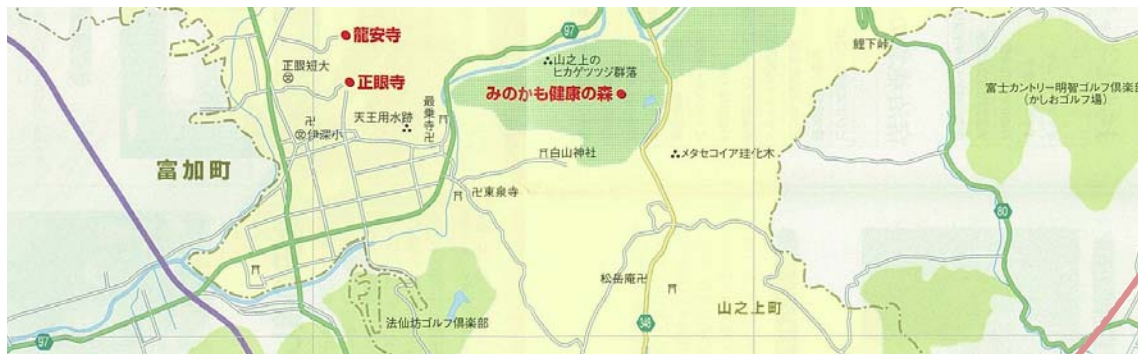 97
龍安寺
正眼短大
正眼寺
山之上の
ヒカゲツツジ群落
みのかも健康の森
鯉下峠
富士カントリー明智ゴルフ倶楽部
(かしおゴルフ場)
天王用水跡
最乗寺卍
卍
伊深小
富加町
白山神社
メタセコイア珪化木
卍東泉寺
80
松岳庵卍
山之上町
法仙坊ゴルフ倶楽部
97
348